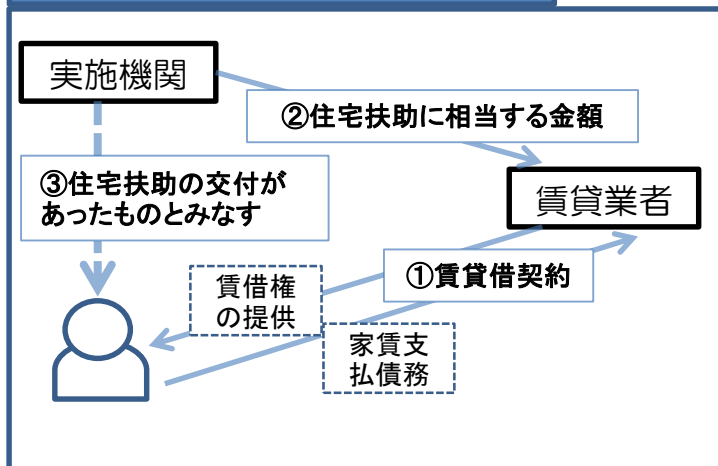 実施機関
②住宅扶助に相当する金額
③住宅扶助の交付が
あったものとみなす
賃貸業者
①賃貸借契約
賃借権
の提供
家賃支
払債務